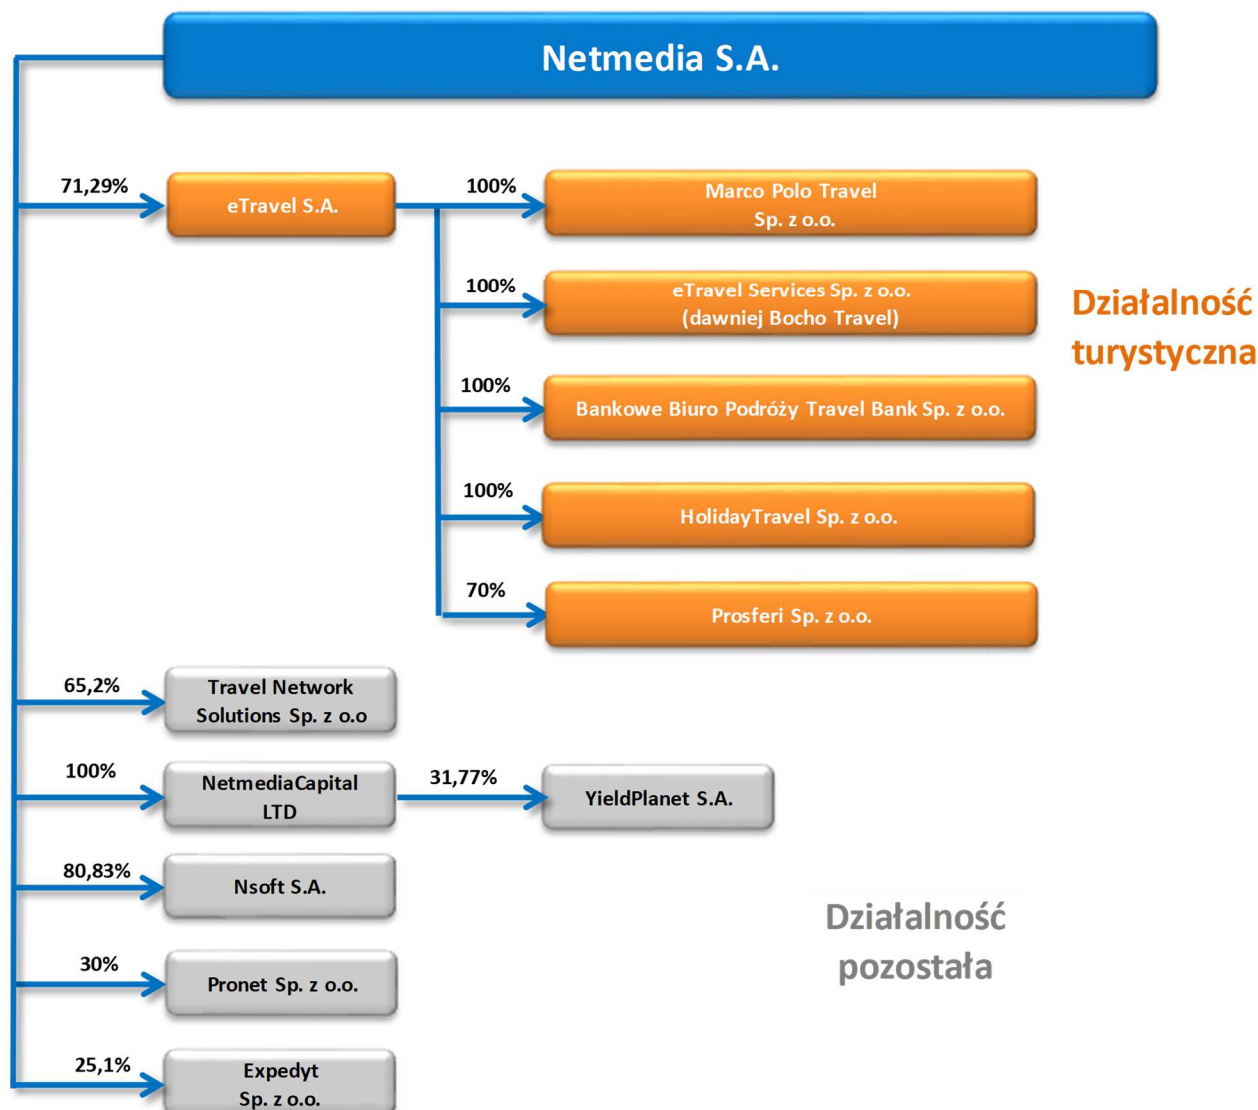 Netmedia S.A.
71,29%
eTravel S.A.
100%
Marco Polo Travel
Sp. z o.o.
100%
eTravel Services Sp. z o.o.
(dawniej Bocho Travel)
Działalność
turystyczna
100%
Bankowe Biuro Podróży Travel Bank Sp. z o.o.
100%
HolidayTravel Sp. z o.o.
70%
Prosferi Sp. z o.o.
65,2%
Travel Network
Solutions Sp. z o.o
100%
NetmediaCapital
LTD
31,77%
YieldPlanet S.A.
80,83%
Nsoft S.A.
Działalność
pozostała
30%
Pronet Sp. z o.o.
25,1%
Expedyt
Sp. z o.o.